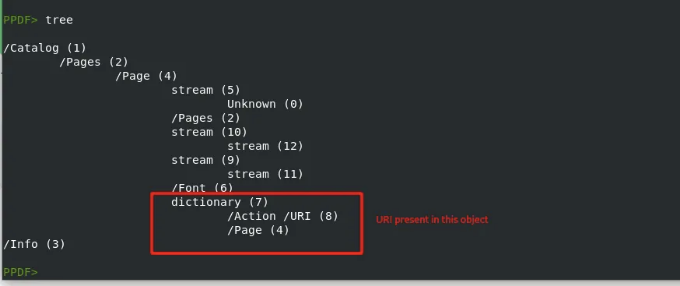 PPDF> tree
/Catalog (1)
/Pages (2)
/Page (4)
stream (5)
Unknown (0)
/Pages (2)
stream (10)
stream (12)
stream (9)
stream (11)
/Font (6)
dictionary (7)
/Action /URI (8)
URI present in this object
/Page (4)
/Info (3)
PPDF>